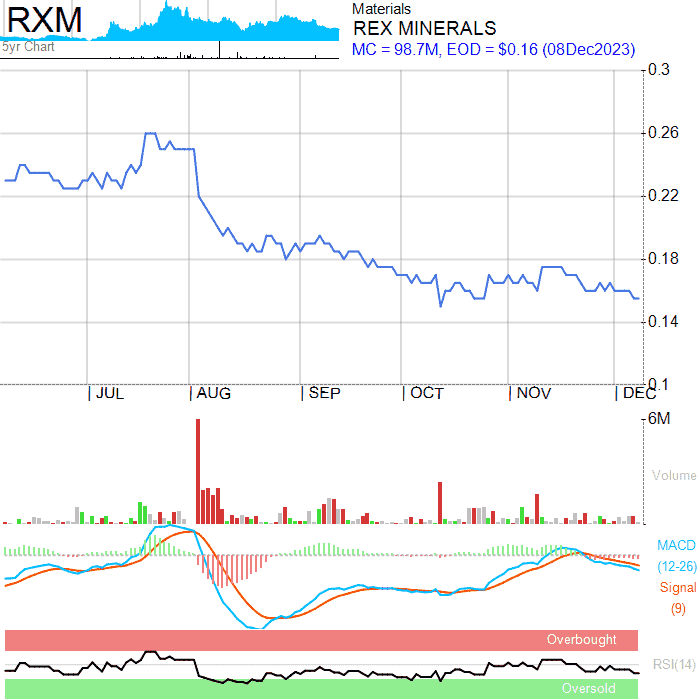 RXM
5yr Chart
Materials
REX MINERALS
MC = 98.7M, EOD = $0.16 (08Dec2023)
0.3
0.26
0.22
0.18
0.14
0.1
JUL AUG SEP OCT NOV DEC
6M
Volume
MACD
(12-26)
Signal
(9)
Overbought
RSI(14)
Oversold